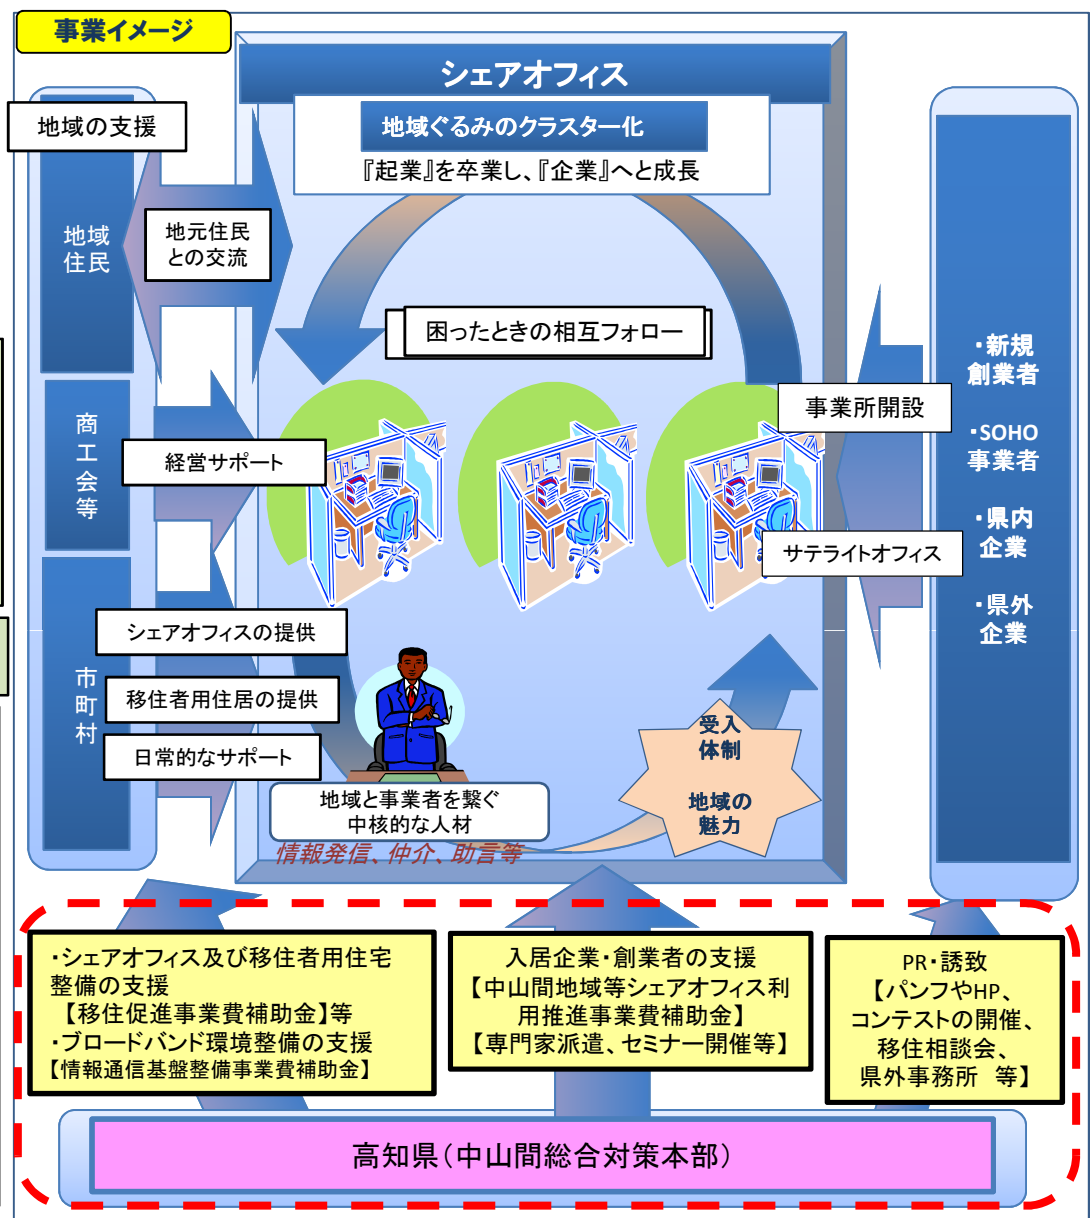 事業イメージ
シェアオフィス
地域ぐるみのクラスター化
『起業』を卒業し、『企業』へと成長
地域の支援
地域
住民
地元住民
との交流
困ったときの相互フォロー
商
工
会
等
経営サポート
市
町
村
シェアオフィスの提供
移住者用住居の提供
日常的なサポート
地域と事業者を繋ぐ
中核的な人材
情報発信、仲介、助言等
受入
体制
地域の
魅力
事業所開設
サテライトオフィス
・新規
創業者
・SOHO
事業者
・県内
企業
・県外
企業
・シェアオフィス及び移住者用住宅
整備の支援
【移住促進事業費補助金】等
・ブロードバンド環境整備の支援
【情報通信基盤整備事業費補助金】
入居企業・創業者の支援
【中山間地域等シェアオフィス利
用推進事業費補助金】
【専門家派遣、セミナー開催等】
PR・誘致
【パンフやHP、
コンテストの開催、
移住相談会、
県外事務所　等】
高知県（中山間総合対策本部）